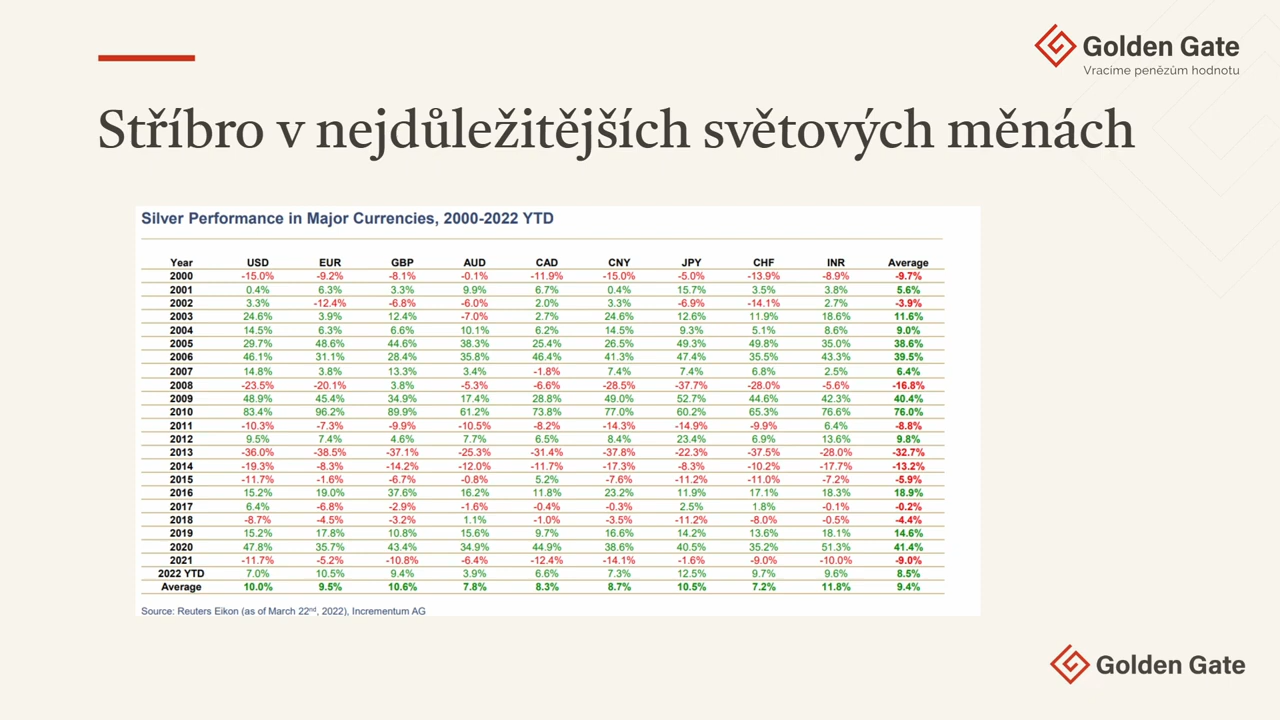 Golden Gate
Vracíme penězům hodnotu
Stříbro v nejdůležitějších světových měnách
Silver Performance in Major Currencies, 2000-2022 YTD
Year USD EUR GBP AUD CAD CNY JPY CHF INR Average
2000 -15.0% -9.2% -8.1% -0.1% -11.9% -15.0% -5.0% -13.9% -8.9% -9.7%
2001 0.4% 6.3% 3.3% 9.9% 6.7% 0.4% 15.7% 3.5% 3.8% 5.6%
2002 3.3% -12.4% -6.8% -6.0% 2.0% 3.3% -6.9% -14.1% 2.7% -3.9%
2003 24.6% 3.9% 12.4% -7.0% 2.7% 24.6% 12.6% 11.9% 18.6% 11.6%
2004 14.5% 6.3% 6.6% 10.1% 6.2% 14.5% 9.3% 5.1% 8.6% 9.0%
2005 29.7% 48.6% 44.6% 38.3% 25.4% 26.5% 49.3% 49.8% 35.0% 38.6%
2006 46.1% 31.1% 28.4% 35.8% 46.4% 41.3% 47.4% 35.5% 43.3% 39.5%
2007 14.8% 3.8% 13.3% 3.4% -1.8% 7.4% 7.4% 6.8% 2.5% 6.4%
2008 -23.5% -20.1% 3.8% -5.3% -6.6% -28.5% -37.7% -28.0% -5.6% -16.8%
2009 48.9% 45.4% 34.9% 17.4% 28.8% 49.0% 52.7% 44.6% 42.3% 40.4%
2010 83.4% 96.2% 89.9% 61.2% 73.8% 77.0% 60.2% 65.3% 76.6% 76.0%
2011 -10.3% -7.3% -9.9% -10.5% -8.2% -14.3% -14.9% -9.9% 6.4% -8.8%
2012 9.5% 7.4% 4.6% 7.7% 6.5% 8.4% 23.4% 6.9% 13.6% 9.8%
2013 -36.0% -38.5% -37.1% -25.3% -31.4% -37.8% -22.3% -37.5% -28.0% -32.7%
2014 -19.3% -8.3% -14.2% -12.0% -11.7% -17.3% -8.3% -10.2% -17.7% -13.2%
2015 -11.7% -1.6% -6.7% -0.8% 5.2% -7.6% -11.2% -11.0% -7.2% -5.9%
2016 15.2% 19.0% 37.6% 16.2% 11.8% 23.2% 11.9% 17.1% 18.3% 18.9%
2017 6.4% -6.8% -2.9% -1.6% -0.4% -0.3% 2.5% 1.8% -0.1% -0.2%
2018 -8.7% -4.5% -3.2% 1.1% -1.0% -3.5% -11.2% -8.0% -0.5% -4.4%
2019 15.2% 17.8% 10.8% 15.6% 9.7% 16.6% 14.2% 13.6% 18.1% 14.6%
2020 47.8% 35.7% 43.4% 34.9% 44.9% 38.6% 40.5% 35.2% 51.3% 41.4%
2021 -11.7% -5.2% -10.8% -6.4% -12.4% -14.1% -1.6% -9.0% -10.0% -9.0%
2022 YTD 7.0% 10.5% 9.4% 3.9% 6.6% 7.3% 12.5% 9.7% 9.6% 8.5%
Average 10.0% 9.5% 10.6% 7.8% 8.3% 8.7% 10.5% 7.2% 11.8% 9.4%
Source: Reuters Eikon (as of March 22nd, 2022), Incrementum AG
Golden Gate